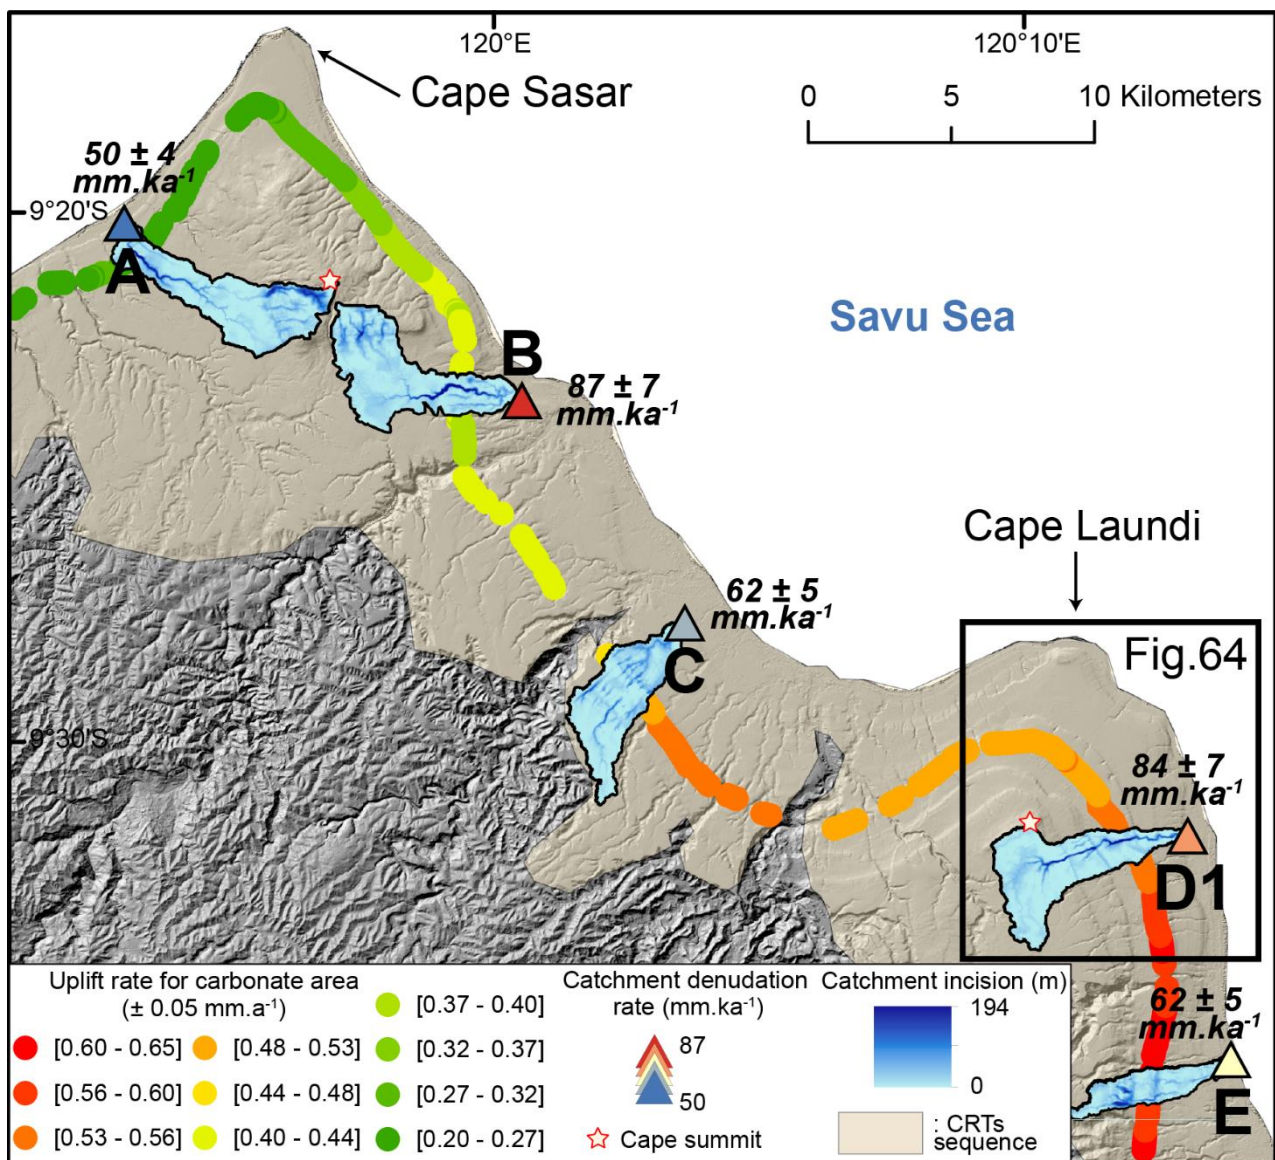 120°E
120°10'E
Cape Sasar
0 5 10 Kilometers
50 ± 4
mm.ka⁻¹
9°20'S
A
Savu Sea
B
87 ± 7
mm.ka⁻¹
Cape Laundi
62 ± 5
mm.ka⁻¹
C
Fig.64
9°30'S
84 ± 7
mm.ka⁻¹
D1
62 ± 5
mm.ka⁻¹
E
Uplift rate for carbonate area
(± 0.05 mm.a⁻¹)
[0.60 - 0.65]
[0.56 - 0.60]
[0.53 - 0.56]
[0.48 - 0.53]
[0.44 - 0.48]
[0.40 - 0.44]
[0.37 - 0.40]
[0.32 - 0.37]
[0.27 - 0.32]
[0.20 - 0.27]
Catchment denudation
rate (mm.ka⁻¹)
87
50
Cape summit
Catchment incision (m)
194
0
: CRTs
sequence